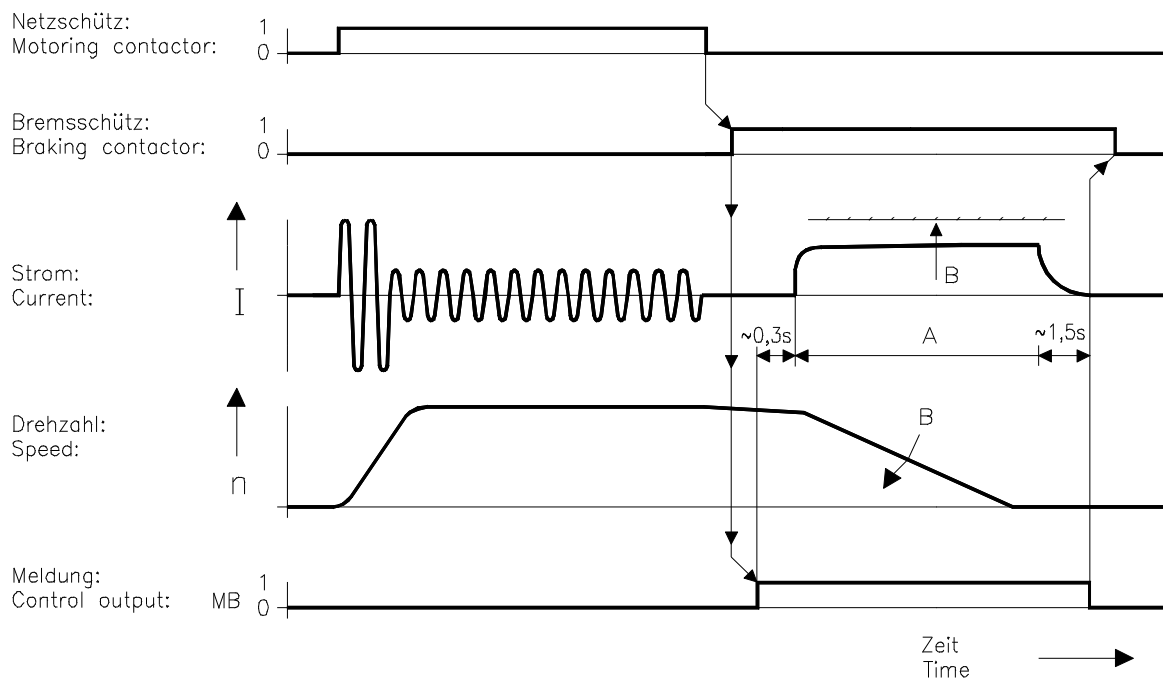 Netzschütz:
Motoring contactor:
1
0
Bremsschütz:
Braking contactor:
1
0
Strom:
Current:
I
B
~0,3s
A
~1,5s
Drehzahl:
Speed:
n
B
Meldung:
Control output: MB
1
0
Zeit
Time